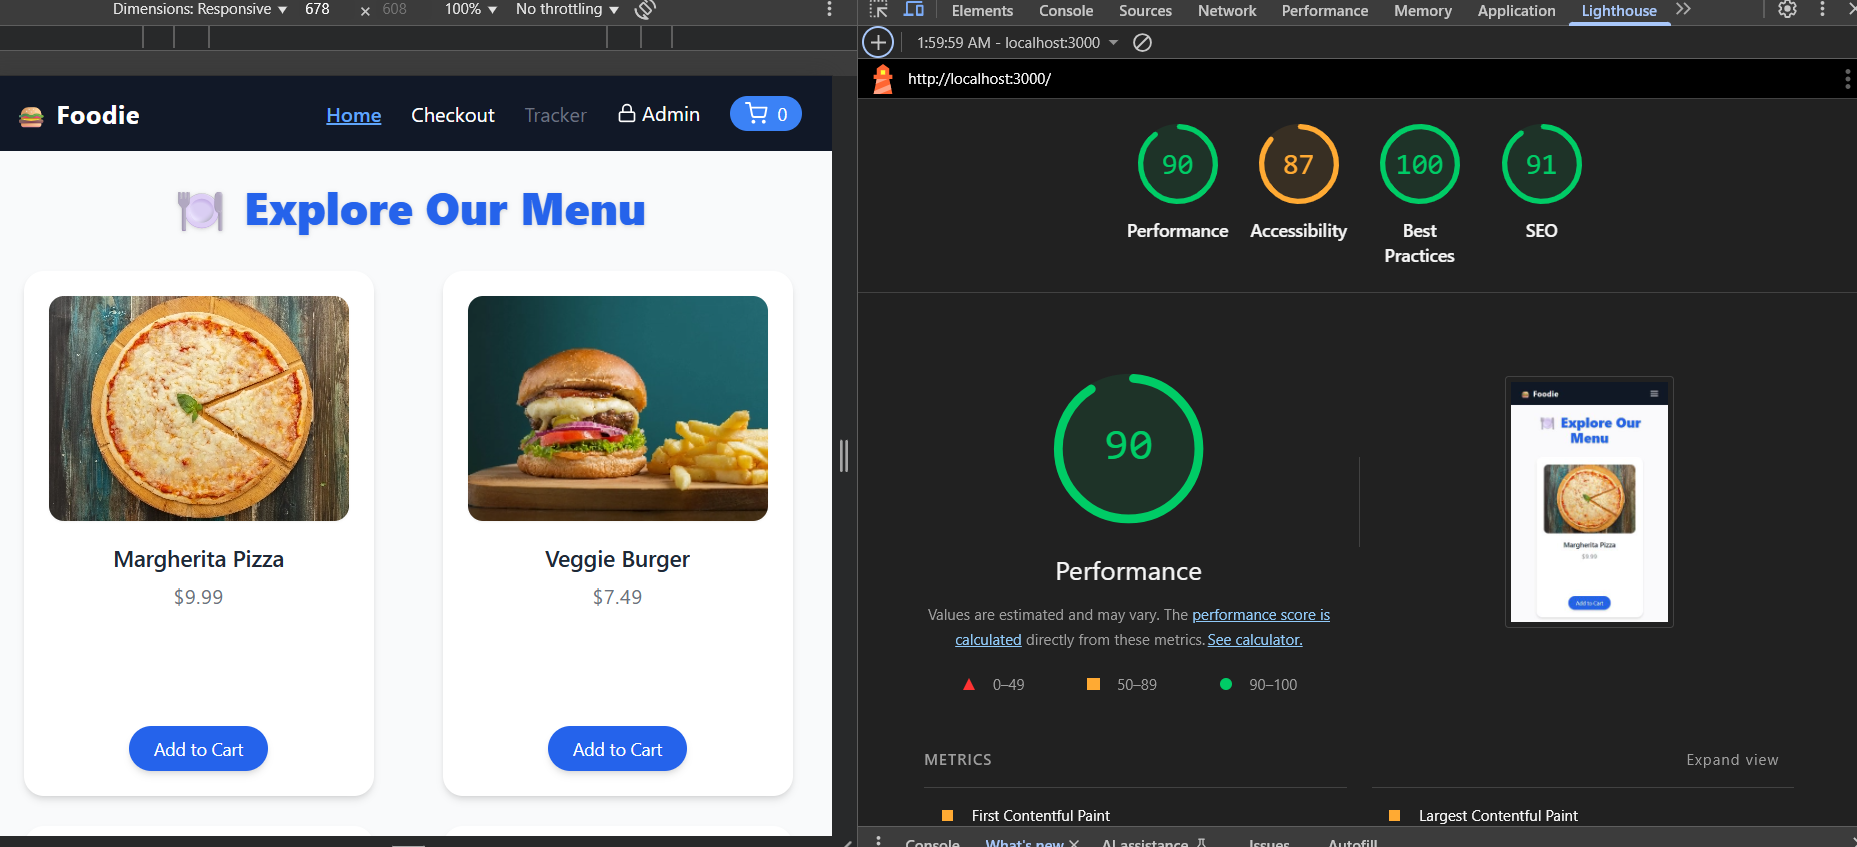 Dimensions: Responsive 678 × 608 100% No throttling
Elements Console Sources Network Performance Memory Application Lighthouse
1:59:59 AM - localhost:3000
http://localhost:3000/
Foodie Home Checkout Tracker Admin 0
Explore Our Menu
Margherita Pizza
$9.99
Add to Cart
Veggie Burger
$7.49
Add to Cart
90 87 100 91
Performance Accessibility Best Practices SEO
90
Performance
Values are estimated and may vary. The performance score is
calculated directly from these metrics. See calculator.
0–49 50–89 90–100
Foodie
Explore Our
Menu
Margherita Pizza
$9.99
Add to Cart
METRICS Expand view
First Contentful Paint Largest Contentful Paint
Console What's new AI assistance Issues Autofill